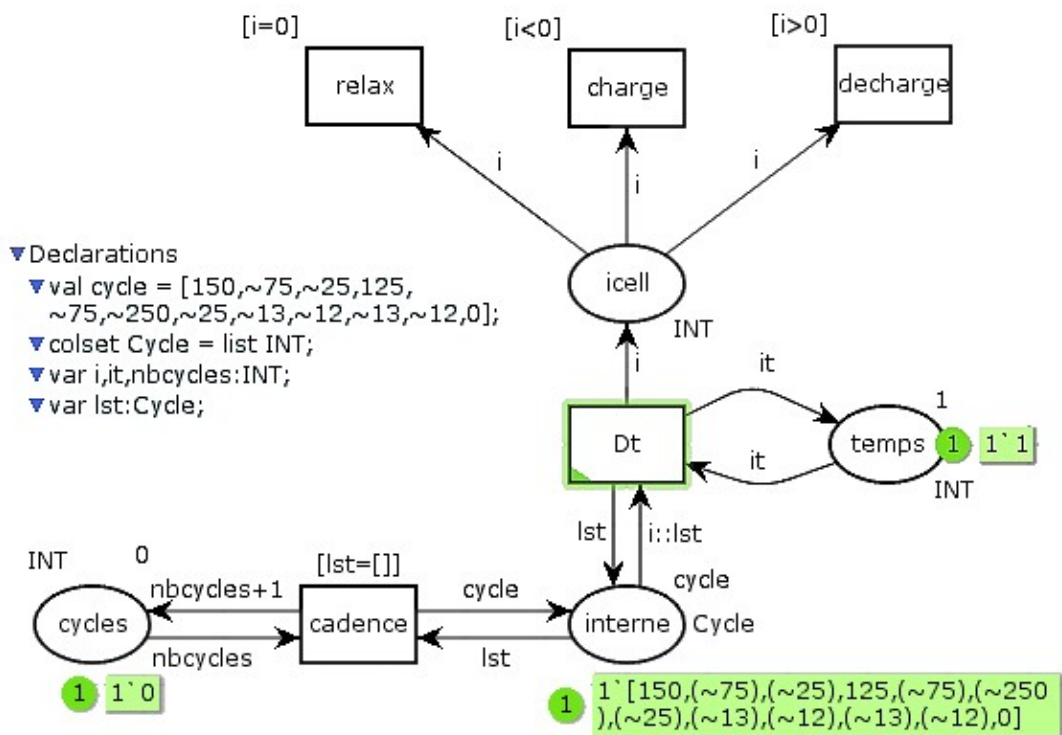 [i=0]
[i<0]
[i>0]
relax
charge
decharge
i
i
i
Declarations
val cycle = [150,~75,~25,125,
~75,~250,~25,~13,~12,~13,~12,0];
colset Cycle = list INT;
var i,it,nbcycles:INT;
var lst:Cycle;
icell
INT
i
it
1
Dt
temps
1
1`1
it
INT
lst
i::lst
INT
0
[lst=[]]
cycle
nbcycles+1
cycle
cycles
cadence
interne
Cycle
nbcycles
lst
1
1`0
1
1`[150,(~75),(~25),125,(~75),(~250
),(~25),(~13),(~12),(~13),(~12),0]